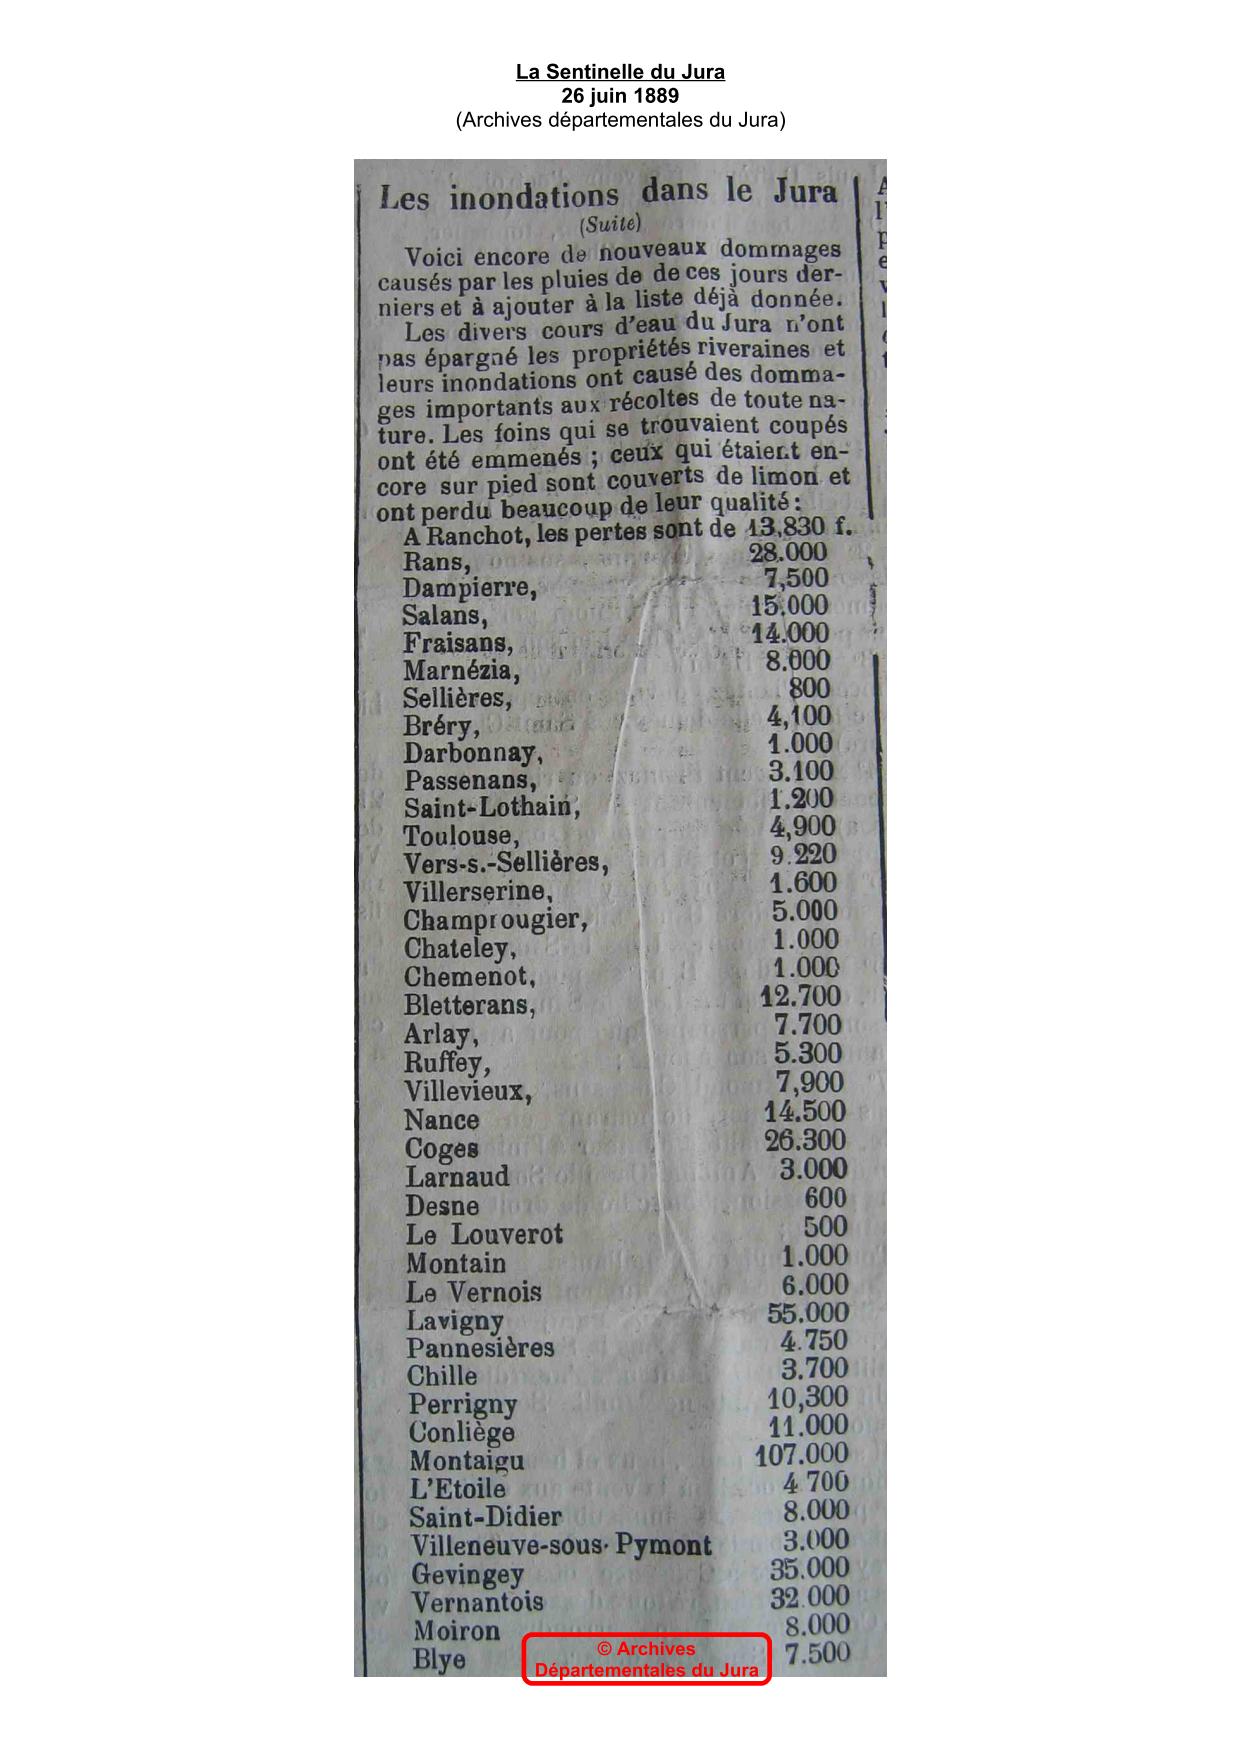 La Sentinelle du Jura
26 juin 1889
(Archives départementales du Jura)
Les inondations dans le Jura
(Suite)
Voici encore de nouveaux dommages
causés par les pluies de de ces jours der-
niers et à ajouter à la liste déjà donnée.
Les divers cours d'eau du Jura n'ont
pas épargné les propriétés riveraines et
leurs inondations ont causé des domma-
ges importants aux récoltes de toute na-
ture. Les foins qui se trouvaient coupés
ont été emmenés ; ceux qui étaient en-
core sur pied sont couverts de limon et
ont perdu beaucoup de leur qualité :
A Ranchot, les pertes sont de 13,830 f.
Rans, 28.000
Dampierre, 7,500
Salans, 15.000
Fraisans, 14.000
Marnézia, 8.000
Sellières, 800
Bréry, 4,100
Darbonnay, 1.000
Passenans, 3.100
Saint-Lothain, 1.200
Toulouse, 4,900
Vers-s.-Sellières, 9.220
Villerserine, 1.600
Champrougier, 5.000
Chateley, 1.000
Chemenot, 1.000
Bletterans, 12.700
Arlay, 7.700
Ruffey, 5.300
Villevieux, 7,900
Nance 14.500
Coges 26.300
Larnaud 3.000
Desne 600
Le Louverot 500
Montain 1.000
Le Vernois 6.000
Lavigny 55.000
Pannesières 4.750
Chille 3.700
Perrigny 10,300
Conliège 11.000
Montaigu 107.000
L'Etoile 4 700
Saint-Didier 8.000
Villeneuve-sous-Pymont 3.000
Gevingey 35.000
Vernantois 32.000
Moiron 8.000
Blye 7.500
© Archives
Départementales du Jura